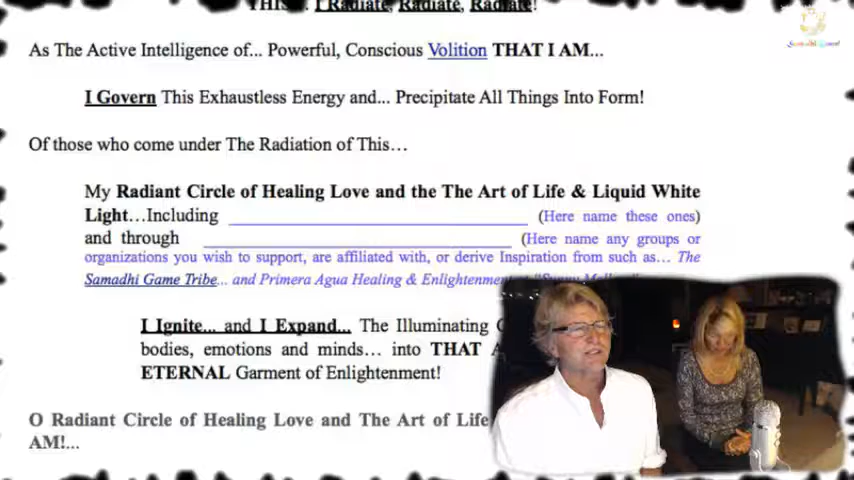 THIS I Radiate, Radiate, Radiate!
As The Active Intelligence of... Powerful, Conscious Volition THAT I AM...
I Govern This Exhaustless Energy and... Precipitate All Things Into Form!
Of those who come under The Radiation of This...
My Radiant Circle of Healing Love and the The Art of Life & Liquid White
Light...Including ______________________________ (Here name these ones)
and through ______________________________ (Here name any groups or
organizations you wish to support, are affiliated with, or derive Inspiration from such as... The
Samadhi Game Tribe... and Primera Agua Healing & Enlightenment
I Ignite... and I Expand... The Illuminating
bodies, emotions and minds... into THAT
ETERNAL Garment of Enlightenment!
O Radiant Circle of Healing Love and The Art of Life
AM!...